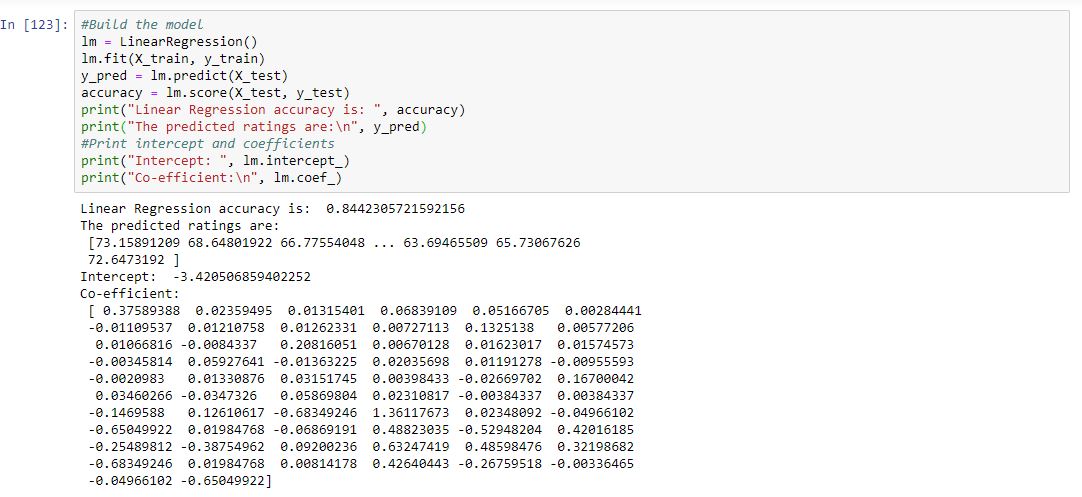 In [123]: #Build the model
lm = LinearRegression()
lm.fit(X_train, y_train)
y_pred = lm.predict(X_test)
accuracy = lm.score(X_test, y_test)
print("Linear Regression accuracy is: ", accuracy)
print("The predicted ratings are:\n", y_pred)
#Print intercept and coefficients
print("Intercept: ", lm.intercept_)
print("Co-efficient:\n", lm.coef_)
Linear Regression accuracy is:  0.8442305721592156
The predicted ratings are:
 [73.15891209 68.64801922 66.77554048 ... 63.69465509 65.73067626
 72.6473192 ]
Intercept:  -3.420506859402252
Co-efficient:
 [ 0.37589388  0.02359495  0.01315401  0.06839109  0.05166705  0.00284441
 -0.01109537  0.01210758  0.01262331  0.00727113  0.1325138   0.00577206
  0.01066816 -0.0084337   0.20816051  0.00670128  0.01623017  0.01574573
 -0.00345814  0.05927641 -0.01363225  0.02035698  0.01191278 -0.00955593
 -0.0020983   0.01330876  0.03151745  0.00398433 -0.02669702  0.16700042
  0.03460266 -0.0347326   0.05869804  0.02310817 -0.00384337  0.00384337
 -0.1469588   0.12610617 -0.68349246  1.36117673  0.02348092 -0.04966102
 -0.65049922  0.01984768 -0.06869191  0.48823035 -0.52948204  0.42016185
 -0.25489812 -0.38754962  0.09200236  0.63247419  0.48598476  0.32198682
 -0.68349246  0.01984768  0.00814178  0.42640443 -0.26759518 -0.00336465
 -0.04966102 -0.65049922]